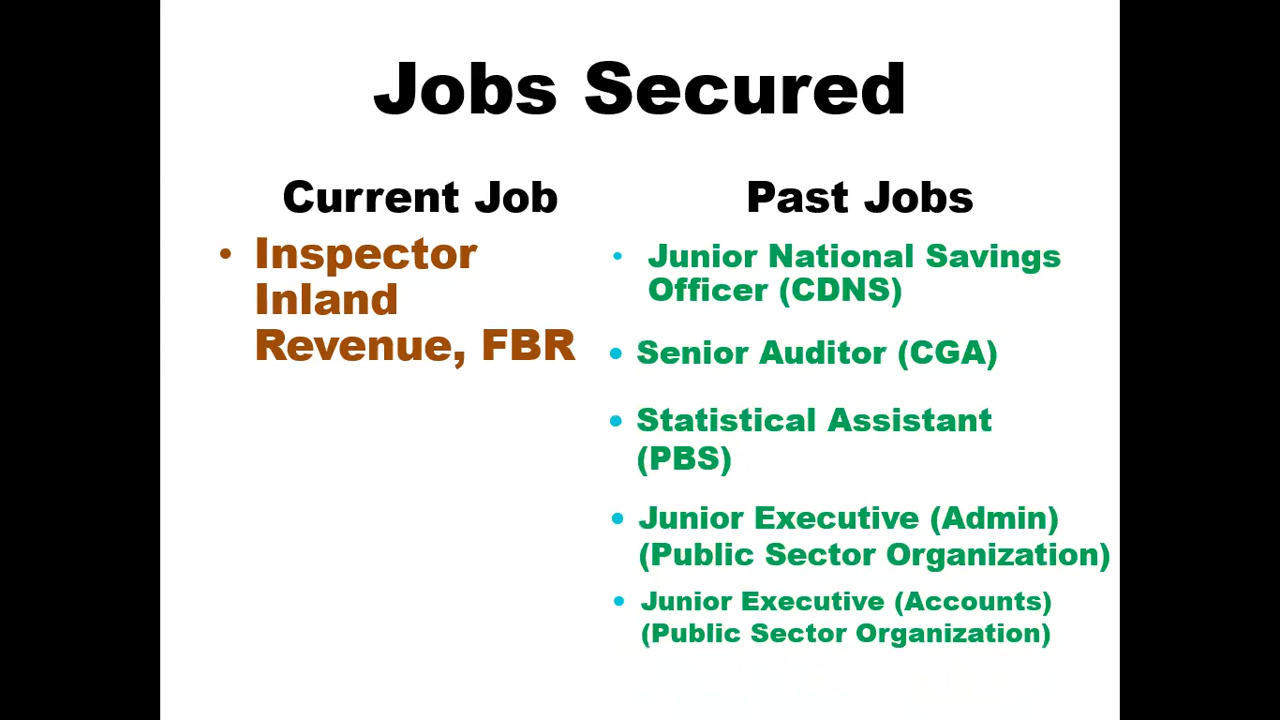 Jobs Secured
Current Job
• Inspector
Inland
Revenue, FBR
Past Jobs
• Junior National Savings
Officer (CDNS)
• Senior Auditor (CGA)
• Statistical Assistant
(PBS)
• Junior Executive (Admin)
(Public Sector Organization)
• Junior Executive (Accounts)
(Public Sector Organization)